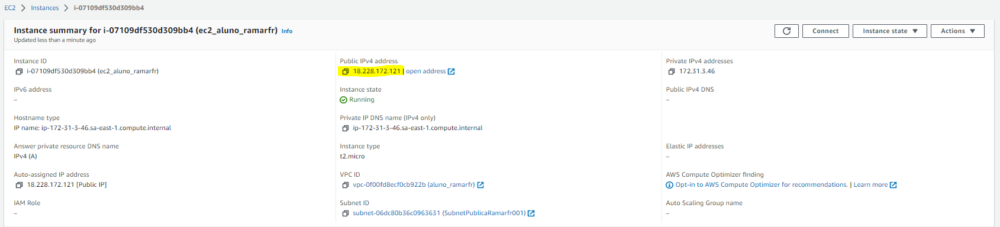 EC2 > Instances > i-07109df530d309bb4
Instance summary for i-07109df530d309bb4 (ec2_aluno_ramarfr) Info
Updated less than a minute ago
Connect
Instance state
Actions
Instance ID
i-07109df530d309bb4 (ec2_aluno_ramarfr)
Public IPv4 address
18.228.172.121 | open address
Private IPv4 addresses
172.31.3.46
IPv6 address
–
Instance state
Running
Public IPv4 DNS
–
Hostname type
IP name: ip-172-31-3-46.sa-east-1.compute.internal
Private IP DNS name (IPv4 only)
ip-172-31-3-46.sa-east-1.compute.internal
Answer private resource DNS name
IPv4 (A)
Instance type
t2.micro
Elastic IP addresses
–
Auto-assigned IP address
18.228.172.121 [Public IP]
VPC ID
vpc-0f00fd8ecf0cb922b (aluno_ramarfr)
AWS Compute Optimizer finding
Opt-in to AWS Compute Optimizer for recommendations. | Learn more
IAM Role
–
Subnet ID
subnet-06dc80b36c0963631 (SubnetPublicaRamarfr001)
Auto Scaling Group name
–